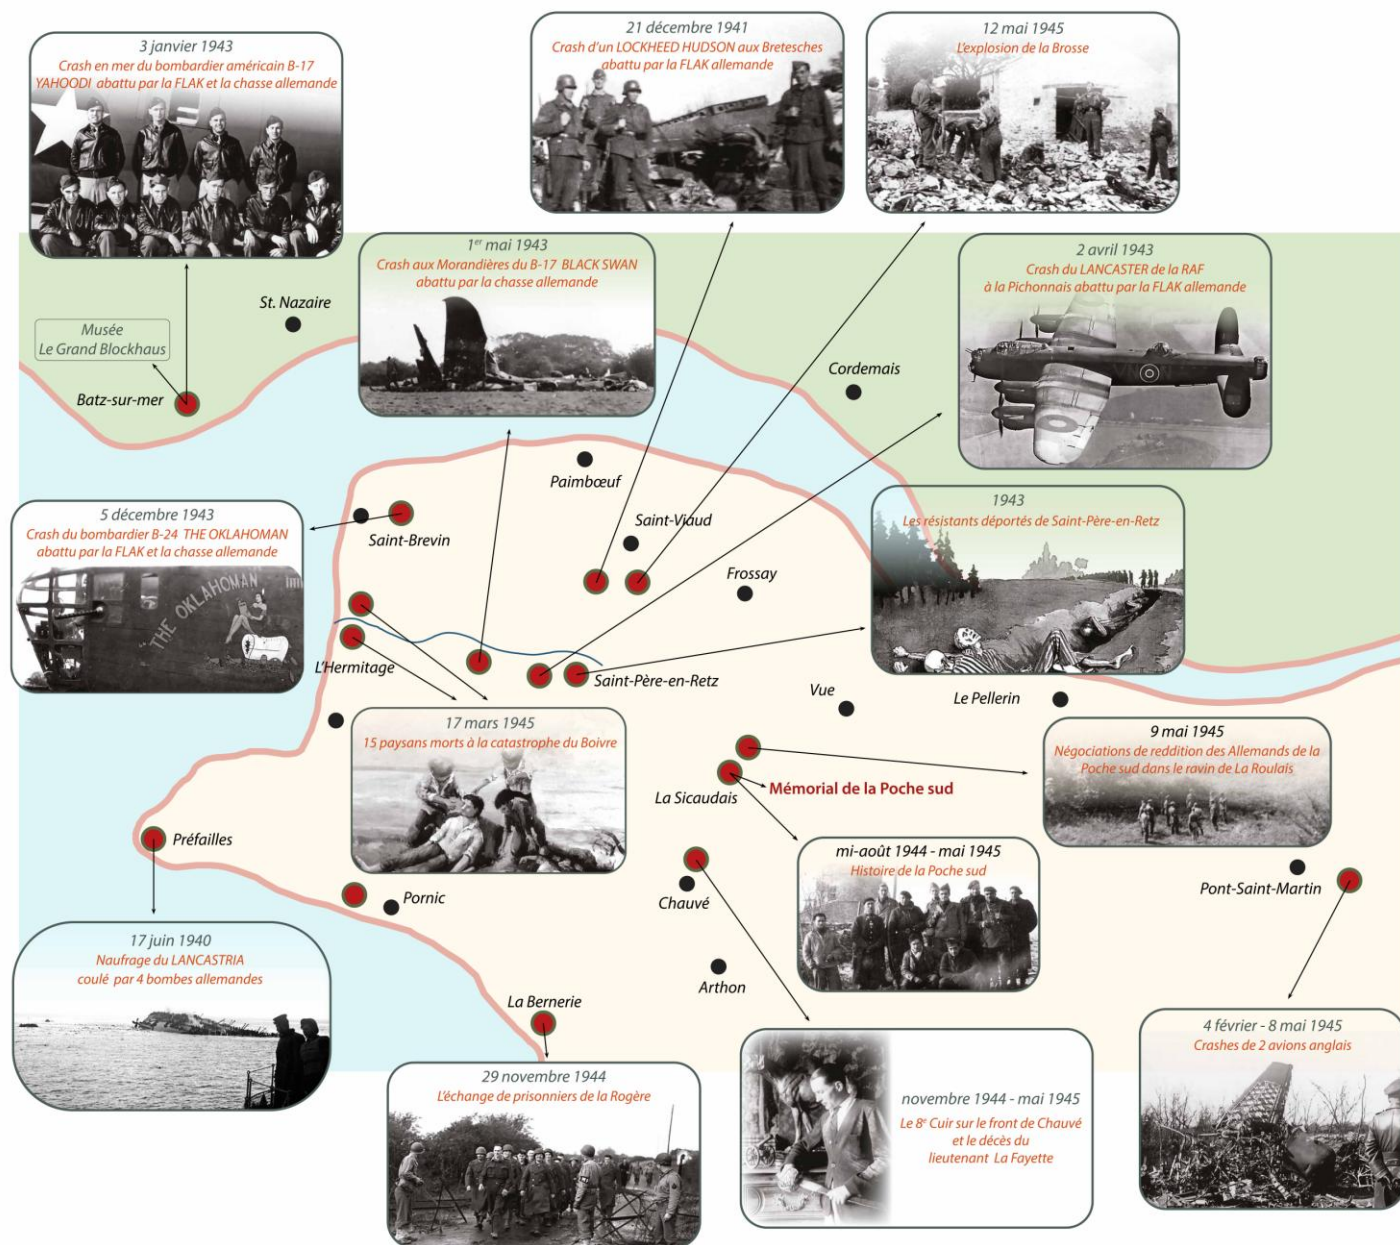 3 janvier 1943
Crash en mer du bombardier américain B-17
YAHOODI abattu par la FLAK et la chasse allemande
21 décembre 1941
Crash d'un LOCKHEED HUDSON aux Bretesches
abattu par la FLAK allemande
12 mai 1945
L'explosion de la Brosse
1er mai 1943
Crash aux Morandières du B-17 BLACK SWAN
abattu par la chasse allemande
2 avril 1943
Crash du LANCASTER de la RAF
à la Pichonnais abattu par la FLAK allemande
St. Nazaire
Musée
Le Grand Blockhaus
Batz-sur-mer
Cordemais
Paimbœuf
5 décembre 1943
Crash du bombardier B-24 THE OKLAHOMAN
abattu par la FLAK et la chasse allemande
THE OKLAHOMAN
Saint-Brevin
Saint-Viaud
Frossay
1943
Les résistants déportés de Saint-Père-en-Retz
L'Hermitage
Saint-Père-en-Retz
Vue
Le Pellerin
17 mars 1945
15 paysans morts à la catastrophe du Boivre
9 mai 1945
Négociations de reddition des Allemands de la
Poche sud dans le ravin de La Roulais
La Sicaudais
Mémorial de la Poche sud
Préfailles
mi-août 1944 - mai 1945
Histoire de la Poche sud
Pornic
Chauvé
Pont-Saint-Martin
17 juin 1940
Naufrage du LANCASTRIA
coulé par 4 bombes allemandes
Arthon
La Bernerie
29 novembre 1944
L'échange de prisonniers de la Rogère
novembre 1944 - mai 1945
Le 8e Cuir sur le front de Chauvé
et le décès du
lieutenant La Fayette
4 février - 8 mai 1945
Crashes de 2 avions anglais